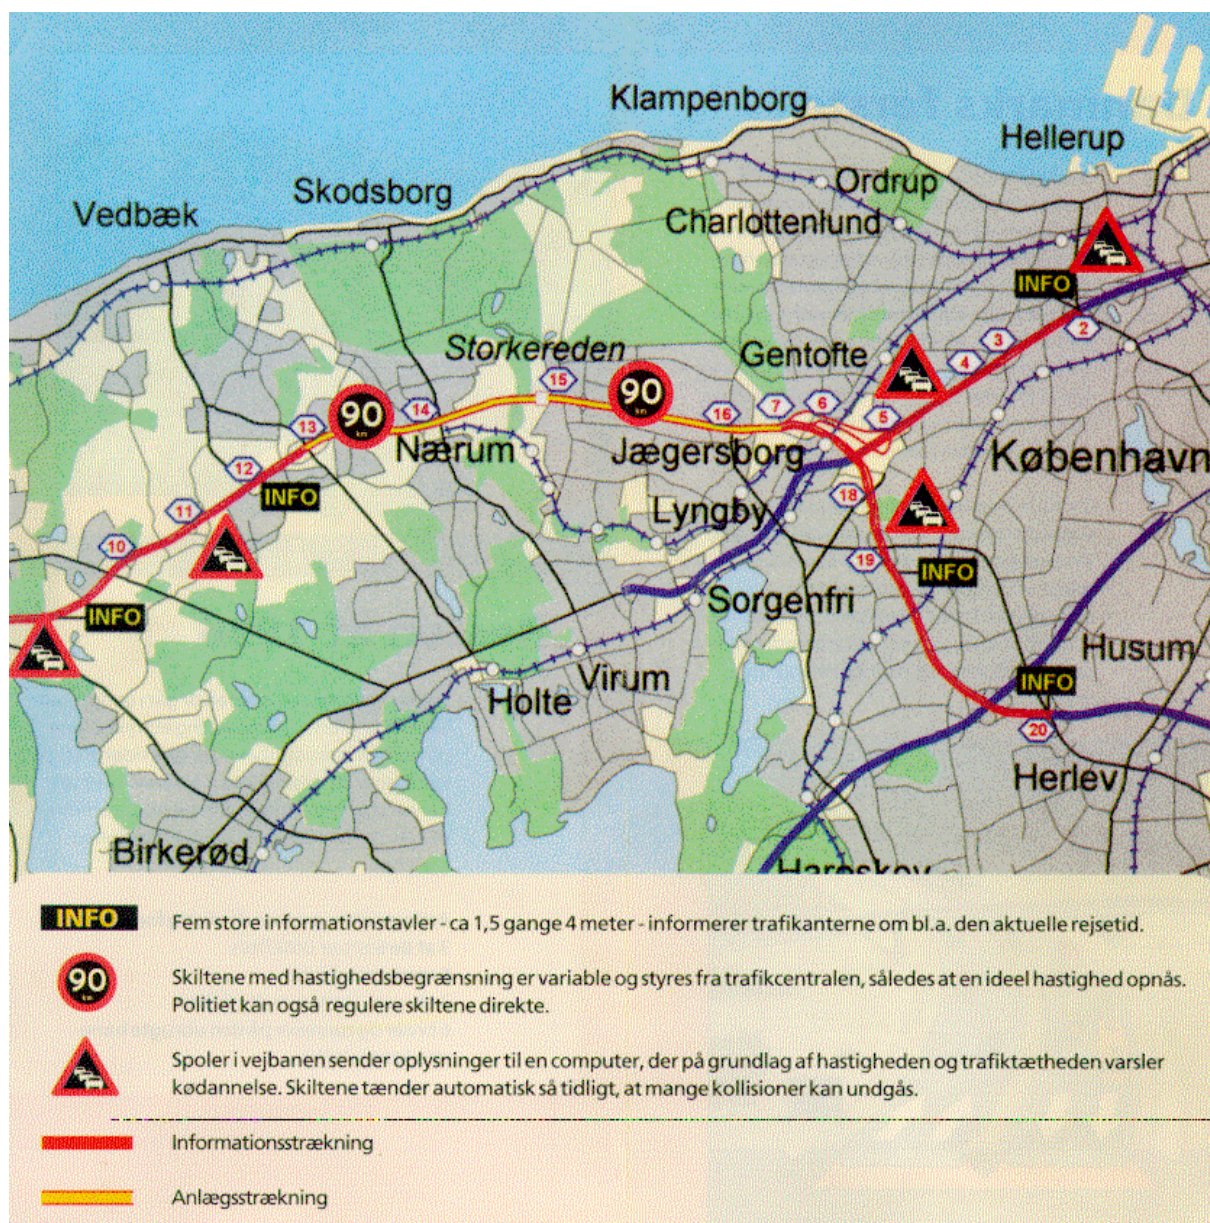 Klampenborg
Hellerup
Skodsborg
Ordrup
Vedbæk
Charlottenlund
INFO
2
3
Storkereden
Gentofte
4
15
90
km
90
km
14
16
7
6
5
13
Nærum
Jægersborg
København
12
INFO
18
11
Lyngby
10
19
INFO
Sorgenfri
INFO
Husum
Virum
INFO
Holte
20
Herlev
Birkerød
INFO Fem store informationstavler - ca 1,5 gange 4 meter - informerer trafikanterne om bl.a. den aktuelle rejsetid.
90
km
Skiltene med hastighedsbegrænsning er variable og styres fra trafikcentralen, således at en ideel hastighed opnås.
Politiet kan også regulere skiltene direkte.
Spoler i vejbanen sender oplysninger til en computer, der på grundlag af hastigheden og trafiktætheden varsler
kødannelse. Skiltene tænder automatisk så tidligt, at mange kollisioner kan undgås.
Informationsstrækning
Anlægsstrækning